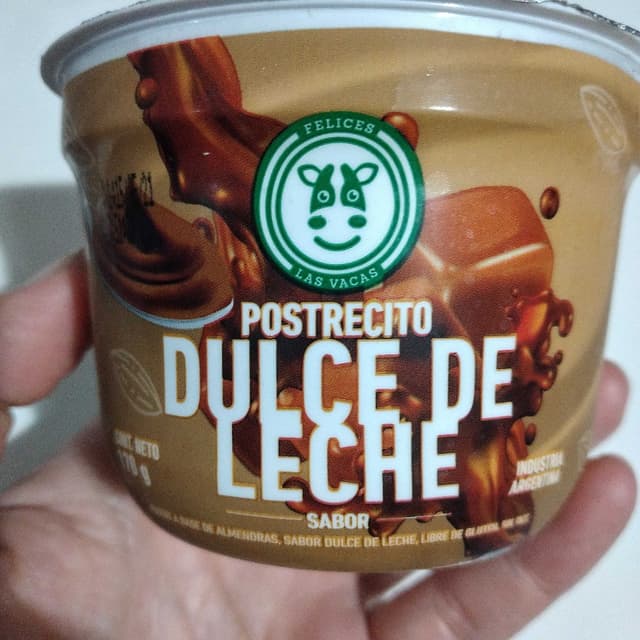 FELICES
LAS VACAS
POSTRECITO
DULCE DE
LECHE
SABOR
CONT. NETO
170 g
INDUSTRIA
ARGENTINA
A BASE DE ALMENDRAS, SABOR DULCE DE LECHE, LIBRE DE GLUTEN.